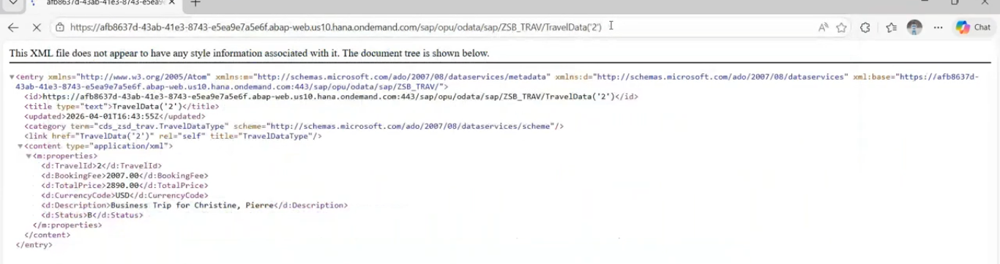 afb8637d-43ab-41e3-8743-e5ea9
https://afb8637d-43ab-41e3-8743-e5ea9e7a5e6f.abap-web.us10.hana.ondemand.com/sap/opu/odata/sap/ZSB_TRAV/TravelData('2')
Chat
This XML file does not appear to have any style information associated with it. The document tree is shown below.
▼<entry xmlns="http://www.w3.org/2005/Atom" xmlns:m="http://schemas.microsoft.com/ado/2007/08/dataservices/metadata" xmlns:d="http://schemas.microsoft.com/ado/2007/08/dataservices" xml:base="https://afb8637d-
43ab-41e3-8743-e5ea9e7a5e6f.abap-web.us10.hana.ondemand.com:443/sap/opu/odata/sap/ZSB_TRAV/">
<id>https://afb8637d-43ab-41e3-8743-e5ea9e7a5e6f.abap-web.us10.hana.ondemand.com:443/sap/opu/odata/sap/ZSB_TRAV/TravelData('2')</id>
<title type="text">TravelData('2')</title>
<updated>2026-04-01T16:43:55Z</updated>
<category term="cds_zsd_trav.TravelDataType" scheme="http://schemas.microsoft.com/ado/2007/08/dataservices/scheme"/>
<link href="TravelData('2')" rel="self" title="TravelDataType"/>
▼<content type="application/xml">
▼<m:properties>
<d:TravelId>2</d:TravelId>
<d:BookingFee>2007.00</d:BookingFee>
<d:TotalPrice>2890.00</d:TotalPrice>
<d:CurrencyCode>USD</d:CurrencyCode>
<d:Description>Business Trip for Christine, Pierre</d:Description>
<d:Status>B</d:Status>
</m:properties>
</content>
</entry>